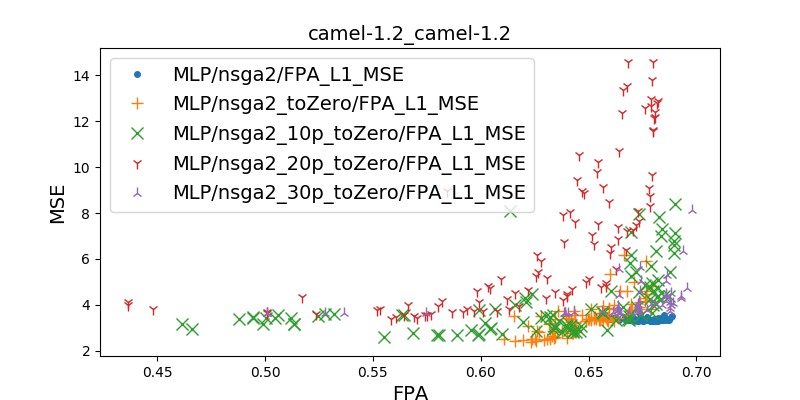 camel-1.2_camel-1.2
MLP/nsga2/FPA_L1_MSE
MLP/nsga2_toZero/FPA_L1_MSE
MLP/nsga2_10p_toZero/FPA_L1_MSE
MLP/nsga2_20p_toZero/FPA_L1_MSE
MLP/nsga2_30p_toZero/FPA_L1_MSE
MSE
14
12
10
8
6
4
2
0.45 0.50 0.55 0.60 0.65 0.70
FPA